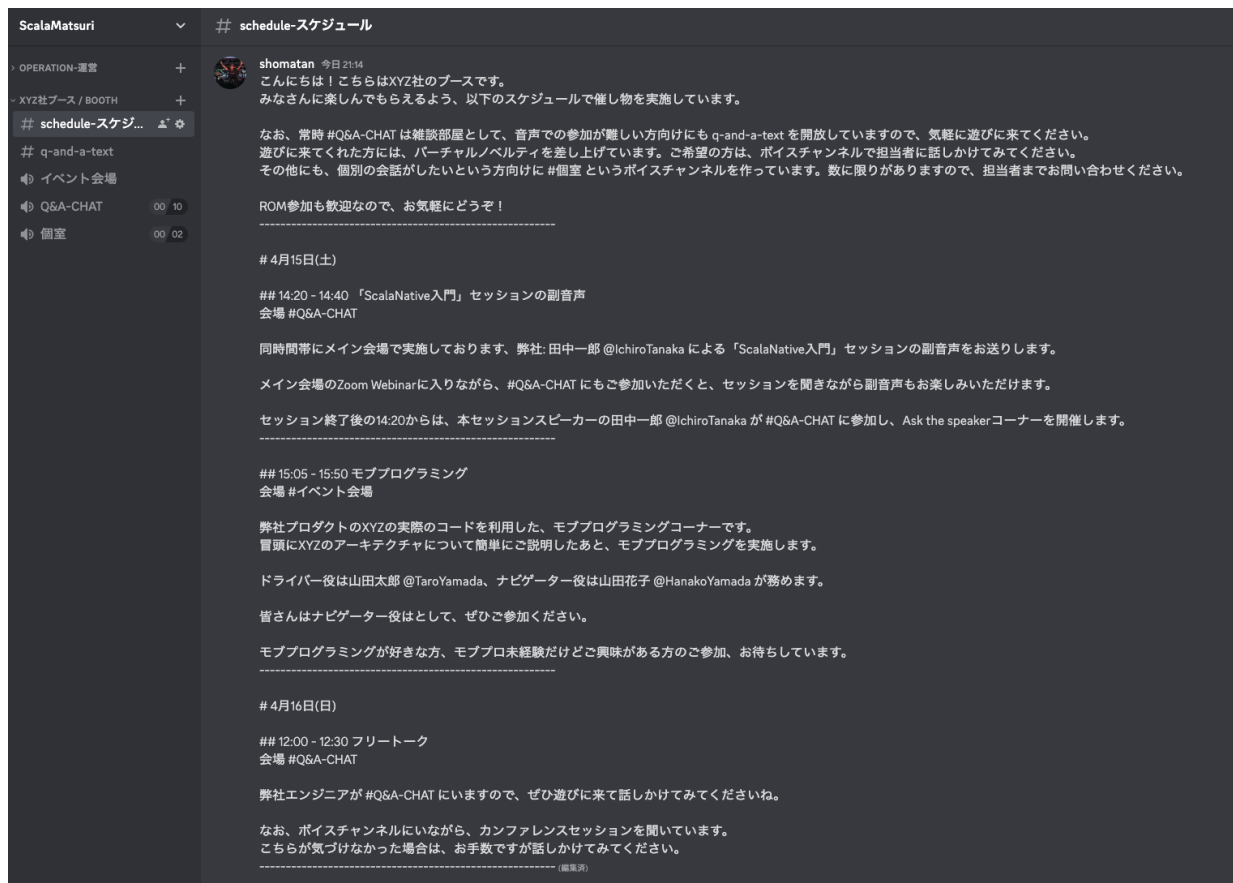 ScalaMatsuri
# schedule-スケジュール
OPERATION-運営
XYZ社ブース / BOOTH
# schedule-スケジ...
# q-and-a-text
イベント会場
Q&A-CHAT 00 10
個室 00 02
shomatan 今日 21:14
こんにちは！こちらはXYZ社のブースです。
みなさんに楽しんでもらえるよう、以下のスケジュールで催し物を実施しています。
なお、常時 #Q&A-CHAT は雑談部屋として、音声での参加が難しい方向けにも q-and-a-text を開放していますので、気軽に遊びに来てください。
遊びに来てくれた方には、バーチャルノベルティを差し上げています。ご希望の方は、ボイスチャンネルで担当者に話しかけてみてください。
その他にも、個別の会話がしたいという方向けに #個室 というボイスチャンネルを作っています。数に限りがありますので、担当者までお問い合わせください。
ROM参加も歓迎なので、お気軽にどうぞ！
--------------------------------------------------------
# 4月15日(土)
## 14:20 - 14:40 「ScalaNative入門」セッションの副音声
会場 #Q&A-CHAT
同時間帯にメイン会場で実施しております、弊社: 田中一郎 @IchiroTanaka による「ScalaNative入門」セッションの副音声をお送りします。
メイン会場のZoom Webinarに入りながら、#Q&A-CHAT にもご参加いただくと、セッションを聞きながら副音声もお楽しみいただけます。
セッション終了後の14:20からは、本セッションスピーカーの田中一郎 @IchiroTanaka が #Q&A-CHAT に参加し、Ask the speakerコーナーを開催します。
--------------------------------------------------------
## 15:05 - 15:50 モブプログラミング
会場 #イベント会場
弊社プロダクトのXYZの実際のコードを利用した、モブプログラミングコーナーです。
冒頭にXYZのアーキテクチャについて簡単にご説明したあと、モブプログラミングを実施します。
ドライバー役は山田太郎 @TaroYamada、ナビゲーター役は山田花子 @HanakoYamada が務めます。
皆さんはナビゲーター役はとして、ぜひご参加ください。
モブプログラミングが好きな方、モブプロ未経験だけどご興味がある方のご参加、お待ちしています。
--------------------------------------------------------
# 4月16日(日)
## 12:00 - 12:30 フリートーク
会場 #Q&A-CHAT
弊社エンジニアが #Q&A-CHAT にいますので、ぜひ遊びに来て話しかけてみてくださいね。
なお、ボイスチャンネルにいながら、カンファレンスセッションを聞いています。
こちらが気づけなかった場合は、お手数ですが話しかけてみてください。
-------------------------------------------------------- (編集済)